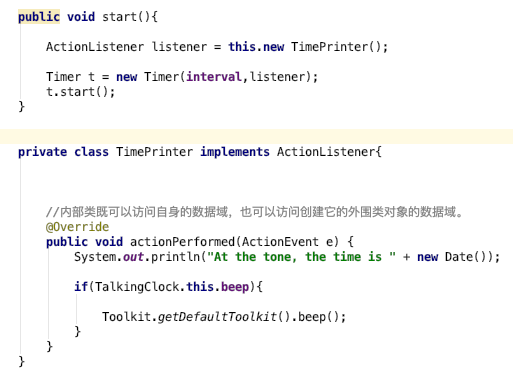 public void start(){
ActionListener listener = this.new TimePrinter();
Timer t = new Timer(interval,listener);
t.start();
}
private class TimePrinter implements ActionListener{
//内部类既可以访问自身的数据域，也可以访问创建它的外围类对象的数据域。
@Override
public void actionPerformed(ActionEvent e) {
System.out.println("At the tone, the time is " + new Date());
if(TalkingClock.this.beep){
Toolkit.getDefaultToolkit().beep();
}
}
}